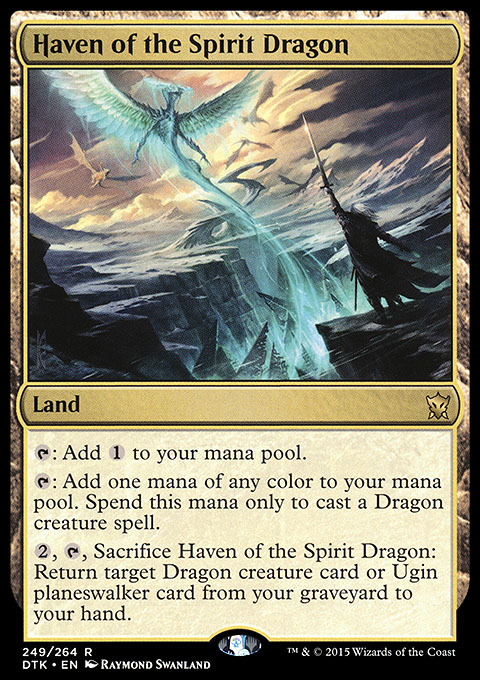 Haven of the Spirit Dragon
Land
: Add 1 to your mana pool.
: Add one mana of any color to your mana
pool. Spend this mana only to cast a Dragon
creature spell.
2, , Sacrifice Haven of the Spirit Dragon:
Return target Dragon creature card or Ugin
planeswalker card from your graveyard to
your hand.
249/264 R
DTK • EN Raymond Swanland
™ & © 2015 Wizards of the Coast